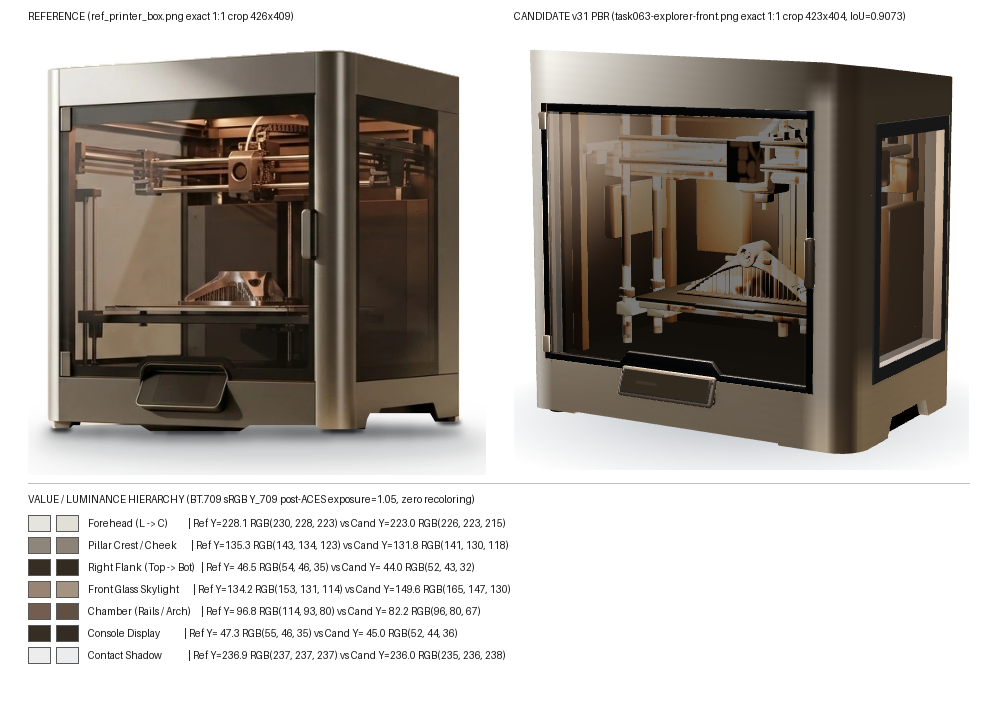 REFERENCE (ref_printer_box.png exact 1:1 crop 426x409)
CANDIDATE v31 PBR (task063-explorer-front.png exact 1:1 crop 423x404, IoU=0.9073)
VALUE / LUMINANCE HIERARCHY (BT.709 sRGB Y_709 post-ACES exposure=1.05, zero recoloring)
Forehead (L -> C) | Ref Y=228.1 RGB(230, 228, 223) vs Cand Y=223.0 RGB(226, 223, 215)
Pillar Crest / Cheek | Ref Y=135.3 RGB(143, 134, 123) vs Cand Y=131.8 RGB(141, 130, 118)
Right Flank (Top -> Bot) | Ref Y= 46.5 RGB(54, 46, 35) vs Cand Y= 44.0 RGB(52, 43, 32)
Front Glass Skylight | Ref Y=134.2 RGB(153, 131, 114) vs Cand Y=149.6 RGB(165, 147, 130)
Chamber (Rails / Arch) | Ref Y= 96.8 RGB(114, 93, 80) vs Cand Y= 82.2 RGB(96, 80, 67)
Console Display | Ref Y= 47.3 RGB(55, 46, 35) vs Cand Y= 45.0 RGB(52, 44, 36)
Contact Shadow | Ref Y=236.9 RGB(237, 237, 237) vs Cand Y=236.0 RGB(235, 236, 238)